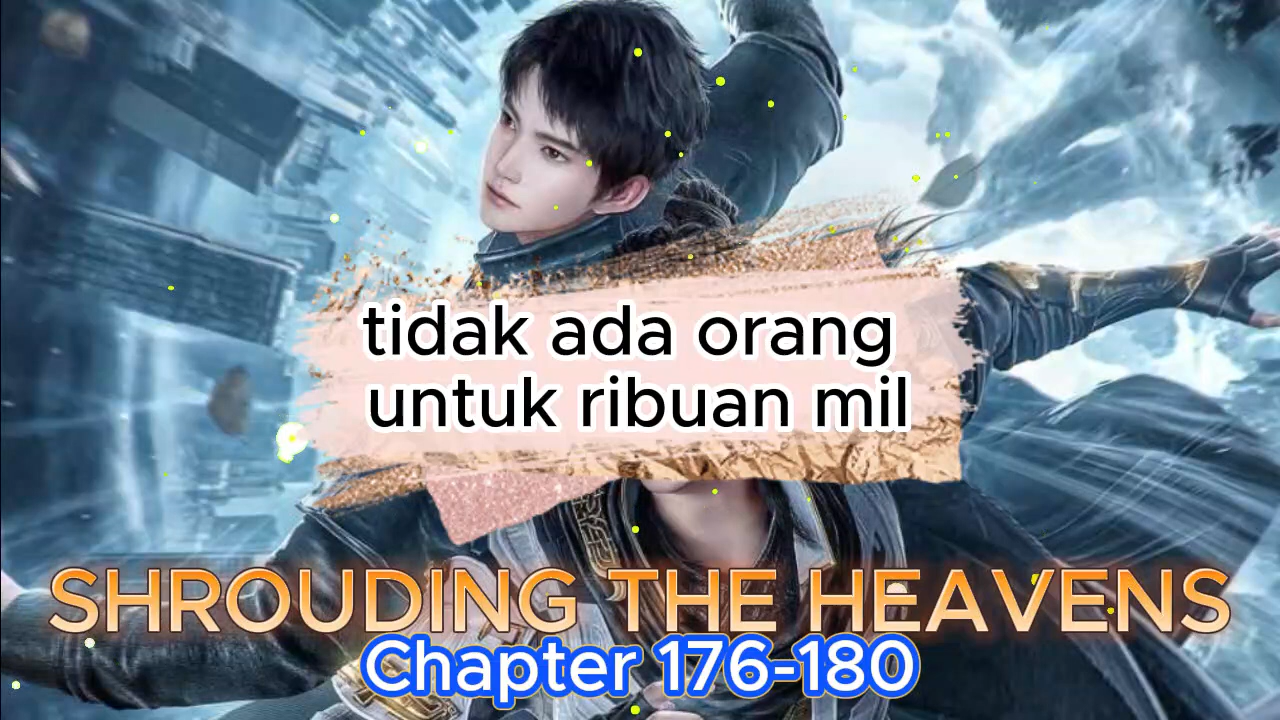 tidak ada orang
untuk ribuan mil
SHROUDING THE HEAVENS
Chapter 176-180